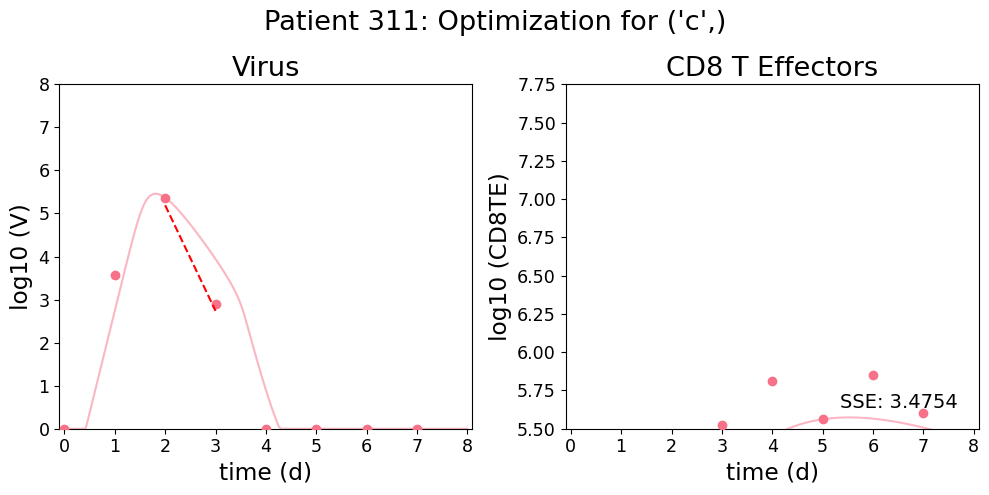 Patient 311: Optimization for ('c',)
Virus
8
7
6
5
4
3
2
1
0
log10 (V)
0 1 2 3 4 5 6 7 8
time (d)
CD8 T Effectors
7.75
7.50
7.25
7.00
6.75
6.50
6.25
6.00
5.75
5.50
log10 (CD8TE)
SSE: 3.4754
0 1 2 3 4 5 6 7 8
time (d)